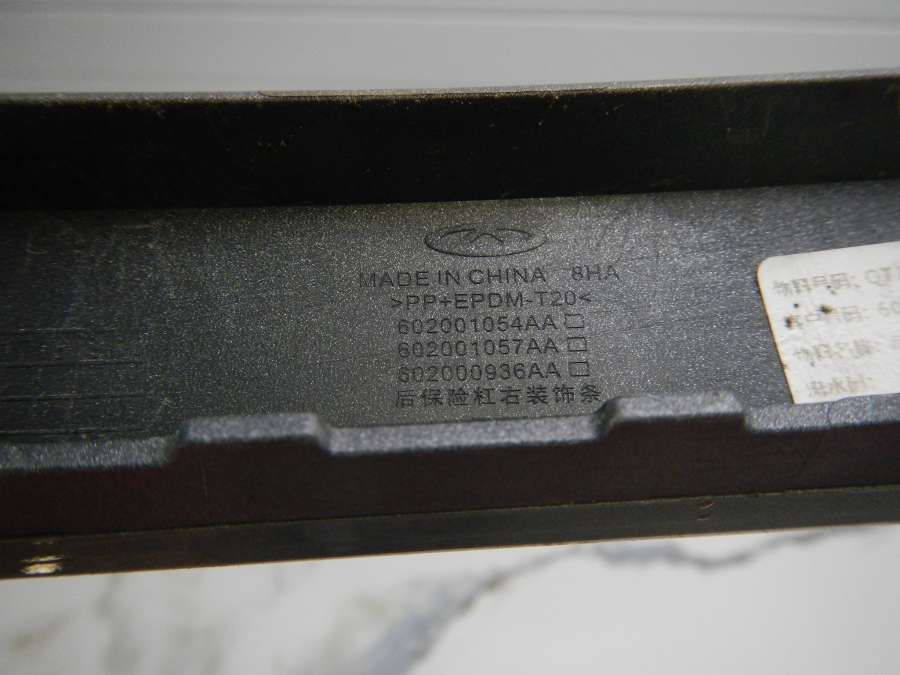 MADE IN CHINA 8HA
>PP+EPDM-T20<
602001054AA □
602001057AA □
602000936AA □
后保险杠右装饰条